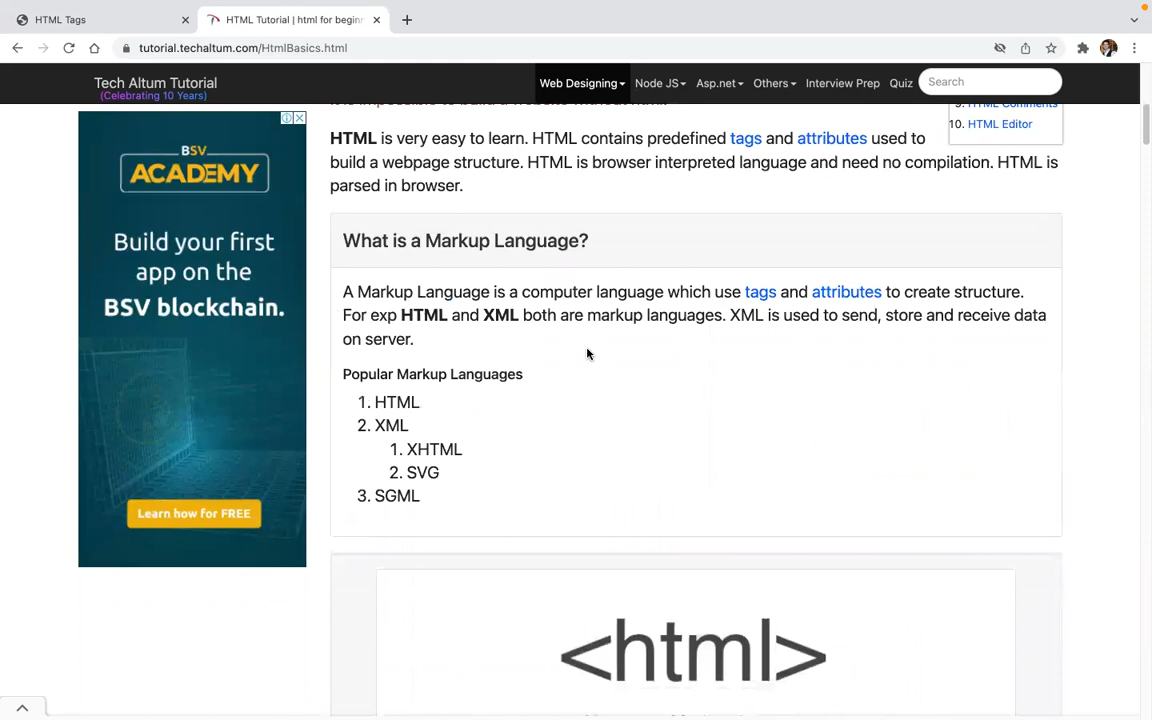 HTML Tags
HTML Tutorial | html for beginn
tutorial.techaltum.com/HtmlBasics.html
Tech Altum Tutorial
(Celebrating 10 Years)
Web Designing Node JS Asp.net Others Interview Prep Quiz Search
HTML Comments
10. HTML Editor
HTML is very easy to learn. HTML contains predefined tags and attributes used to
build a webpage structure. HTML is browser interpreted language and need no compilation. HTML is
parsed in browser.
BSV
ACADEMY
Build your first
app on the
BSV blockchain.
Learn how for FREE
What is a Markup Language?
A Markup Language is a computer language which use tags and attributes to create structure.
For exp HTML and XML both are markup languages. XML is used to send, store and receive data
on server.
Popular Markup Languages
1. HTML
2. XML
1. XHTML
2. SVG
3. SGML
<html>